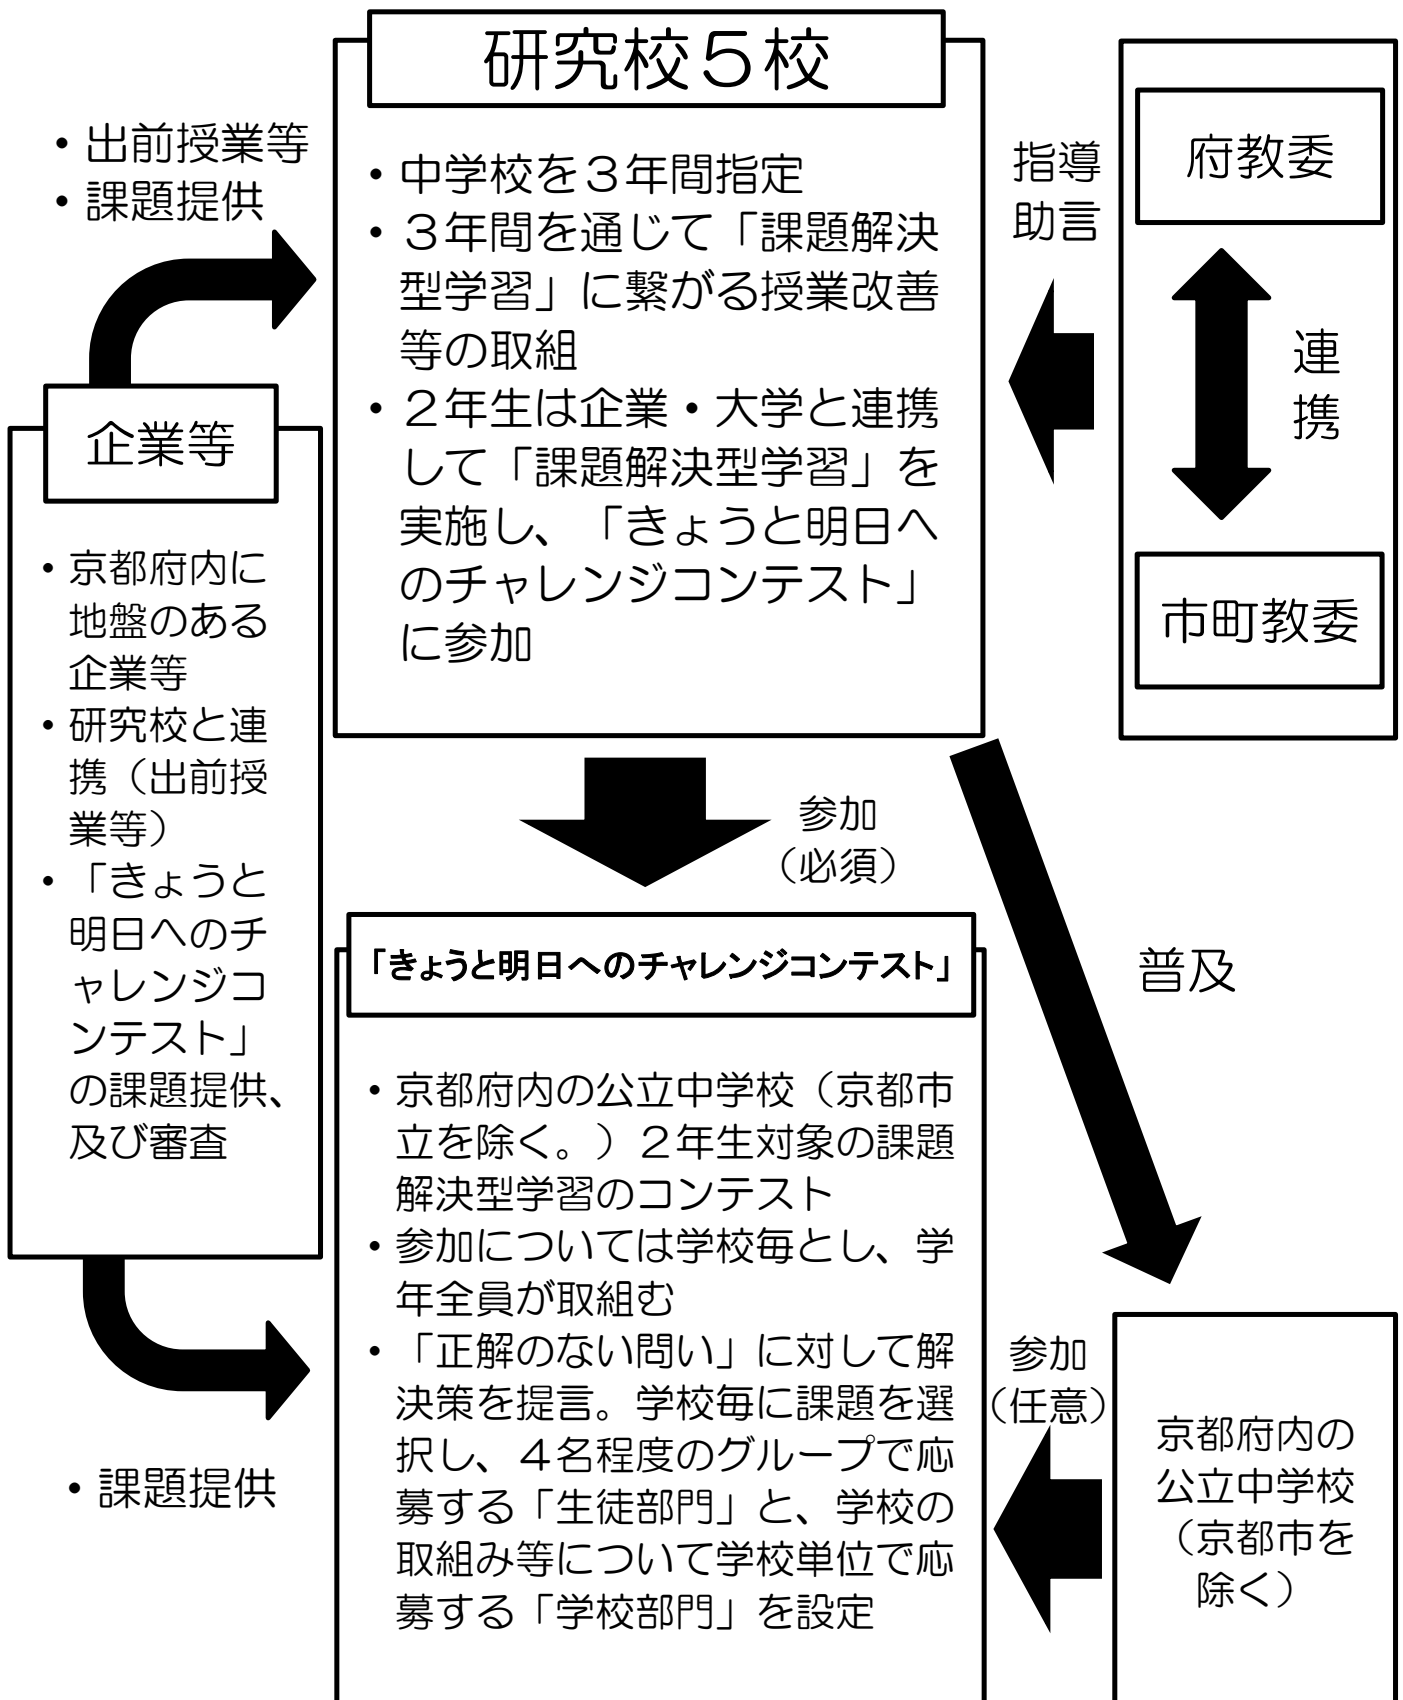 研究校５校
・中学校を３年間指定
・３年間を通じて「課題解決
型学習」に繋がる授業改善
等の取組
・２年生は企業・大学と連携
して「課題解決型学習」を
実施し、「きょうと明日へ
のチャレンジコンテスト」
に参加
・出前授業等
・課題提供
指導
助言
府教委
連携
市町教委
企業等
・京都府内に
地盤のある
企業等
・研究校と連
携（出前授
業等）
・「きょうと
明日へのチ
ャレンジコ
ンテスト」
の課題提供、
及び審査
参加
（必須）
普及
「きょうと明日へのチャレンジコンテスト」
・京都府内の公立中学校（京都市
立を除く。）２年生対象の課題
解決型学習のコンテスト
・参加については学校毎とし、学
年全員が取組む
・「正解のない問い」に対して解
決策を提言。学校毎に課題を選
択し、４名程度のグループで応
募する「生徒部門」と、学校の
取組み等について学校単位で応
募する「学校部門」を設定
・課題提供
参加
（任意）
京都府内の
公立中学校
（京都市を
除く）